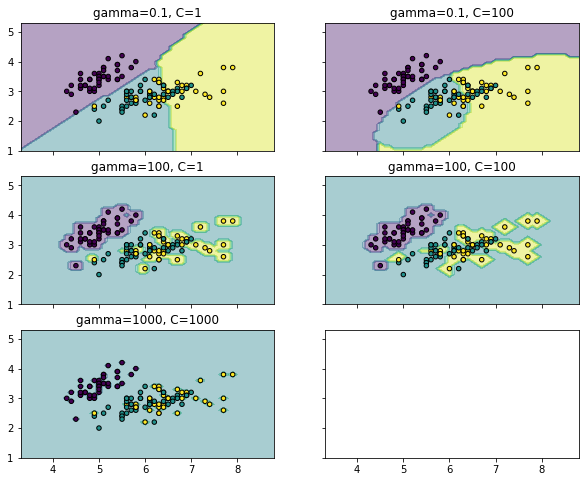 gamma=0.1, C=1
gamma=0.1, C=100
5
4
3
2
1
gamma=100, C=1
gamma=100, C=100
5
4
3
2
1
gamma=1000, C=1000
5
4
3
2
1
4 5 6 7 8
4 5 6 7 8